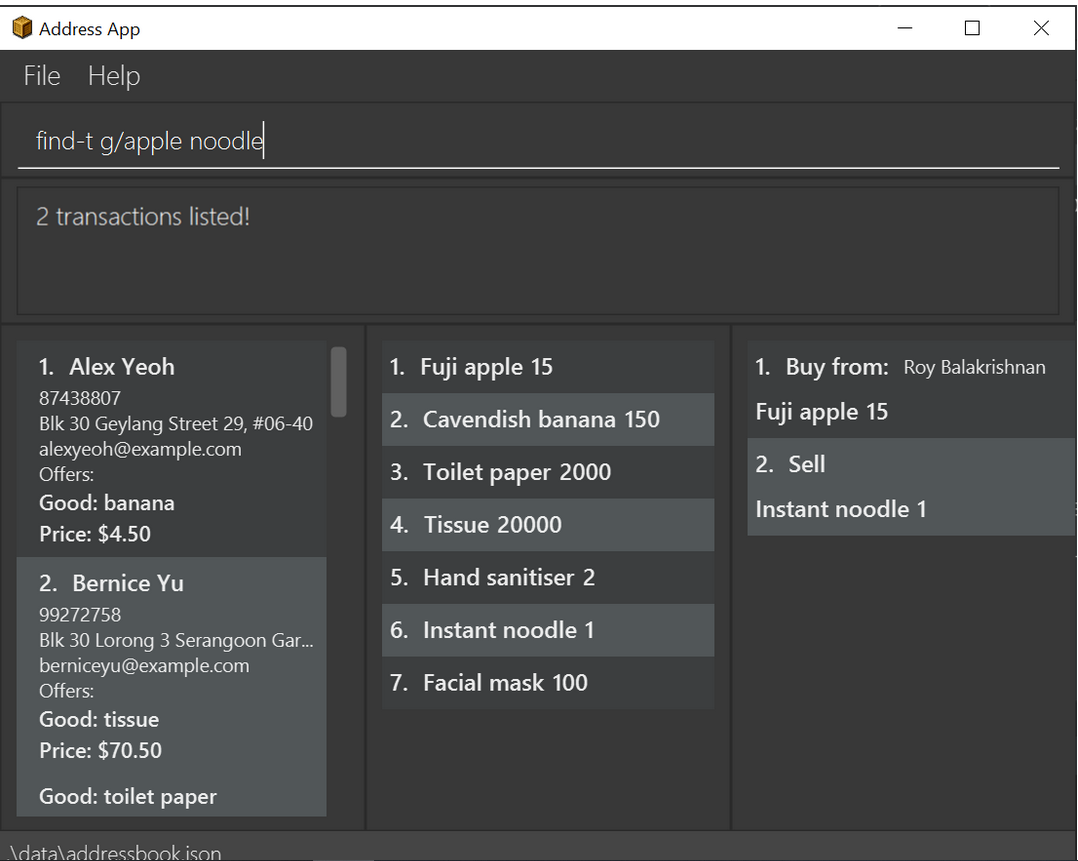 Address App
File Help
find-t g/apple noodle
2 transactions listed!
1. Alex Yeoh
87438807
Blk 30 Geylang Street 29, #06-40
alexyeoh@example.com
Offers:
Good: banana
Price: $4.50
2. Bernice Yu
99272758
Blk 30 Lorong 3 Serangoon Gar...
berniceyu@example.com
Offers:
Good: tissue
Price: $70.50
Good: toilet paper
1. Fuji apple 15
2. Cavendish banana 150
3. Toilet paper 2000
4. Tissue 20000
5. Hand sanitiser 2
6. Instant noodle 1
7. Facial mask 100
1. Buy from: Roy Balakrishnan
Fuji apple 15
2. Sell
Instant noodle 1
.\data\addressbook.json